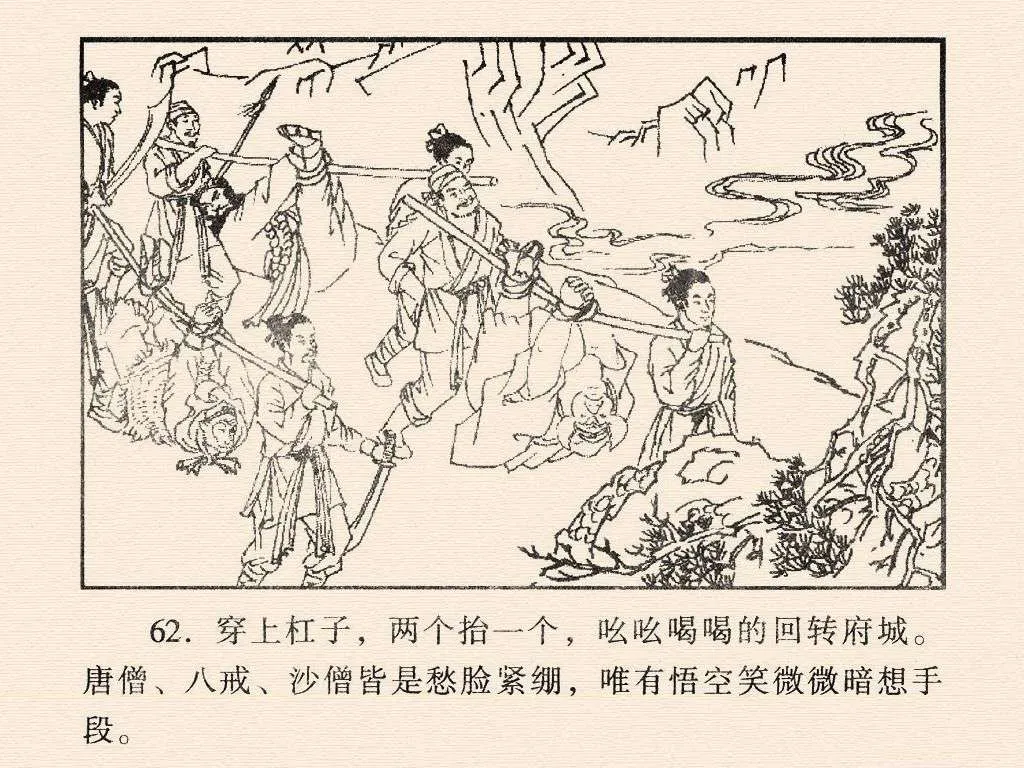 62. 穿上杠子，两个抬一个，吆吆喝喝的回转府城。
唐僧、八戒、沙僧皆是愁脸紧绷，唯有悟空笑微微暗想手
段。